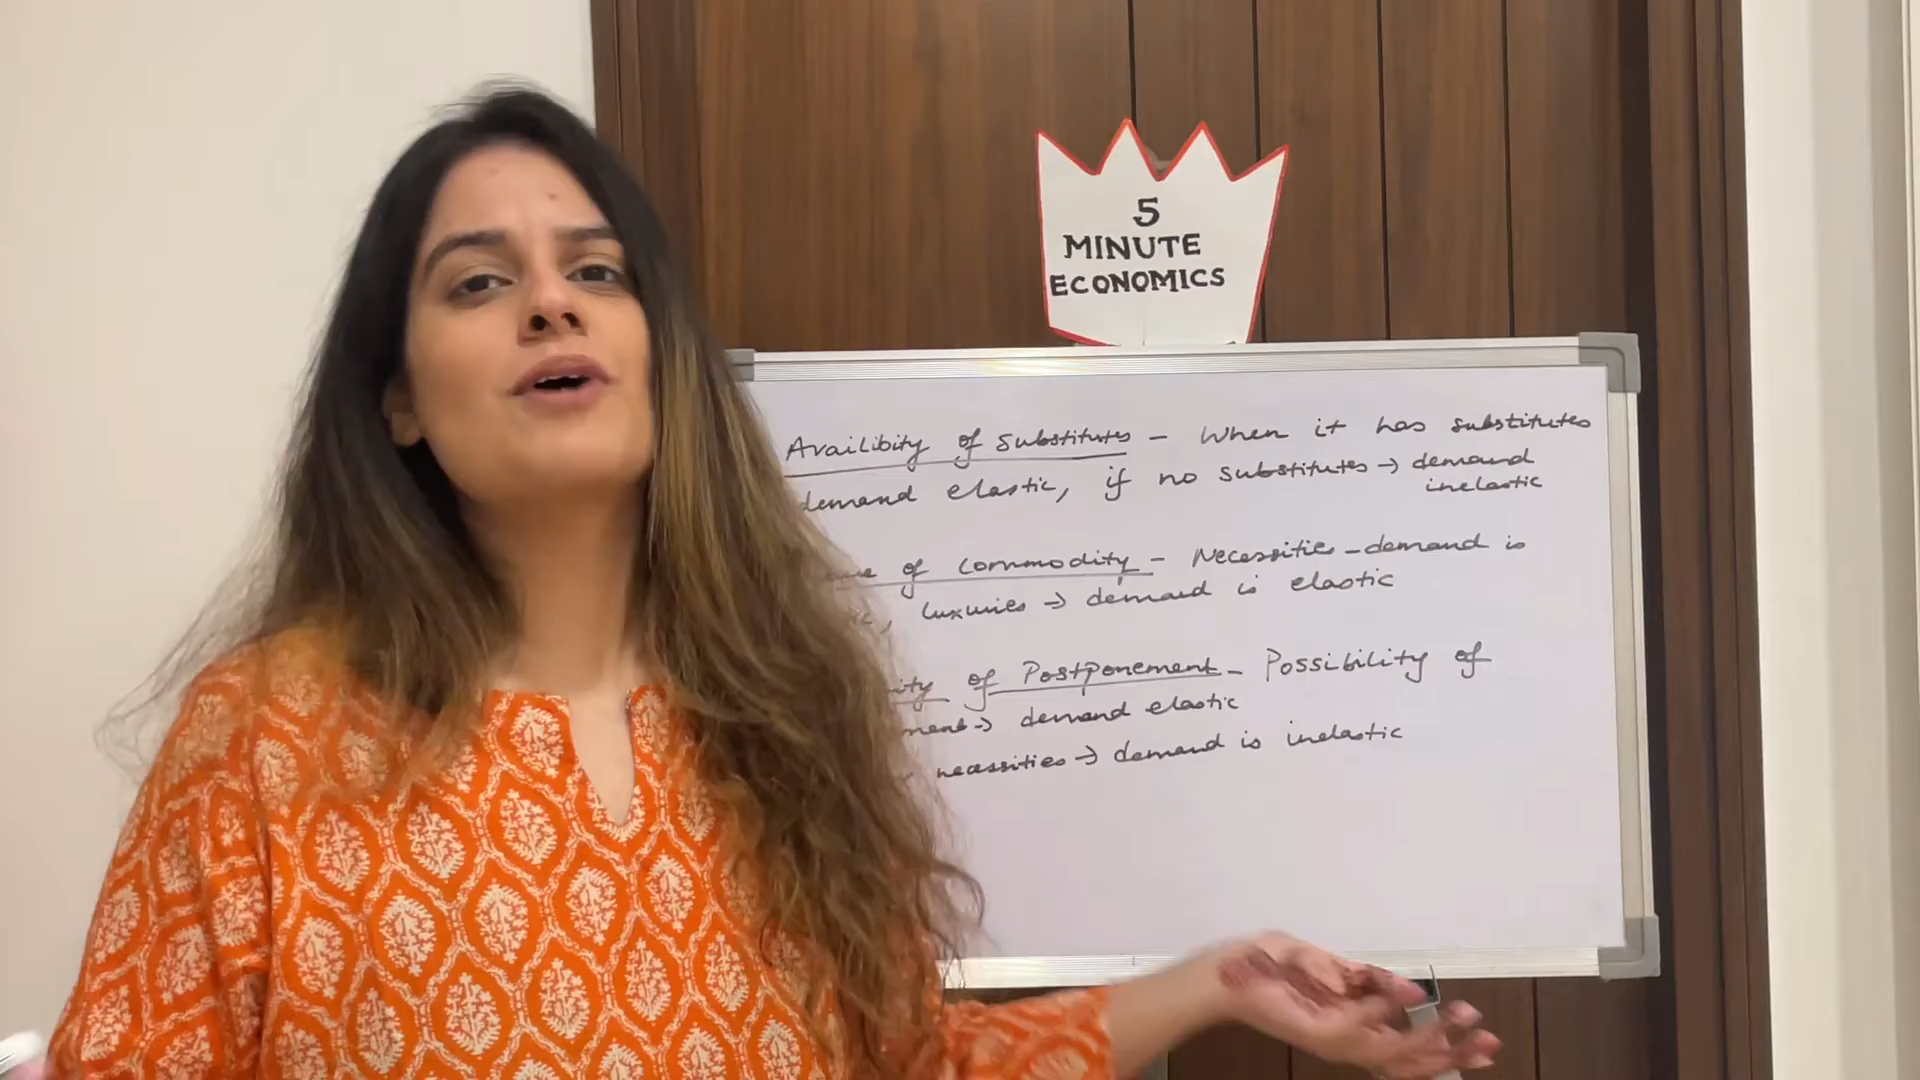 5
MINUTE
ECONOMICS
Availibity of substitutes - When it has substitutes
demand elastic, if no substitutes → demand
inelastic
of Commodity - Necessities - demand is
luxuries → demand is elastic
of Postponement - Possibility of
demand elastic
necessities → demand is inelastic